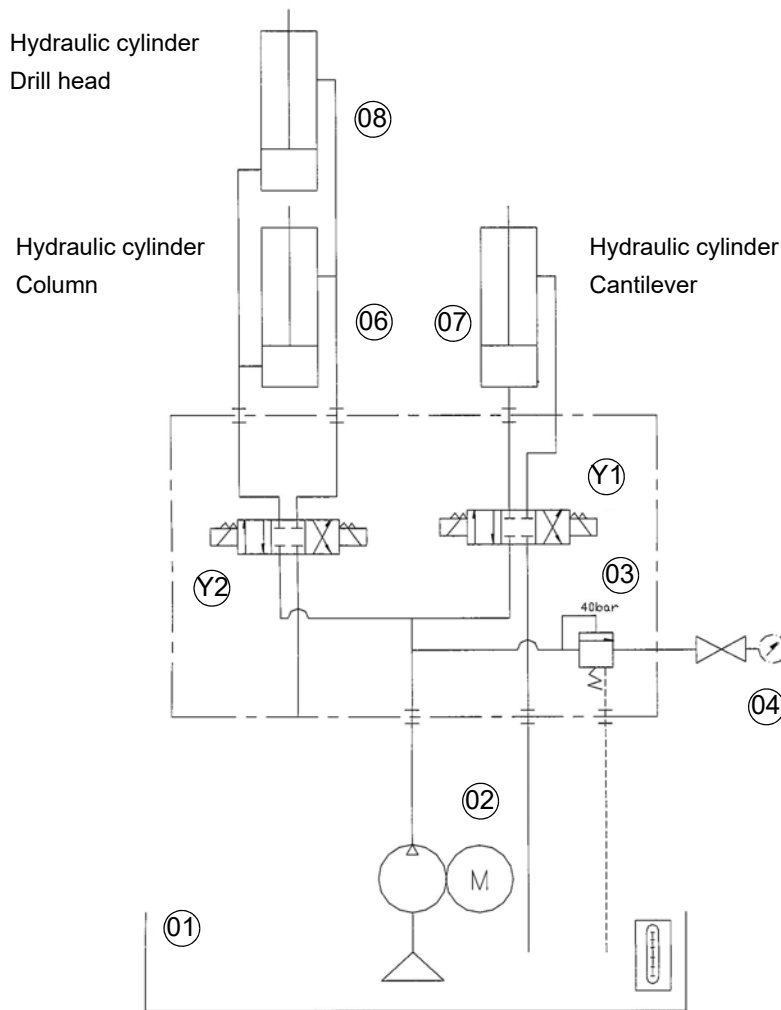 Hydraulic cylinder
Drill head
08
Hydraulic cylinder
Column
06
07
Hydraulic cylinder
Cantilever
Y1
Y2
03
40bar
04
02
M
01